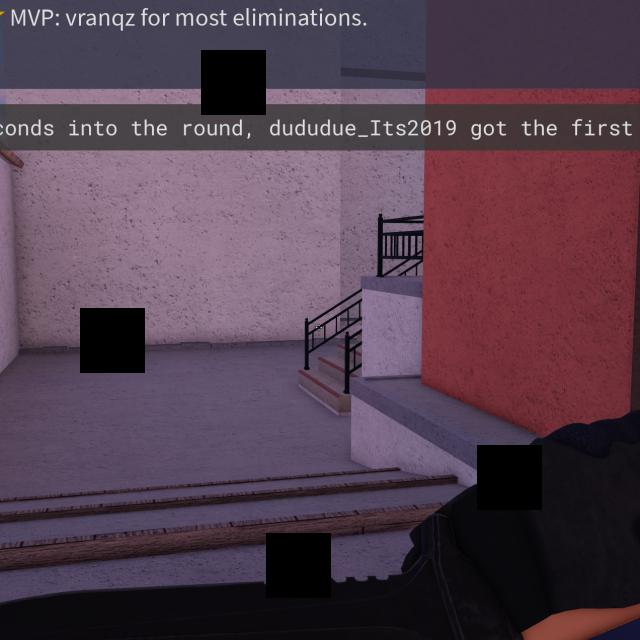 MVP: vranqz for most eliminations.
conds into the round, dududue_Its2019 got the first